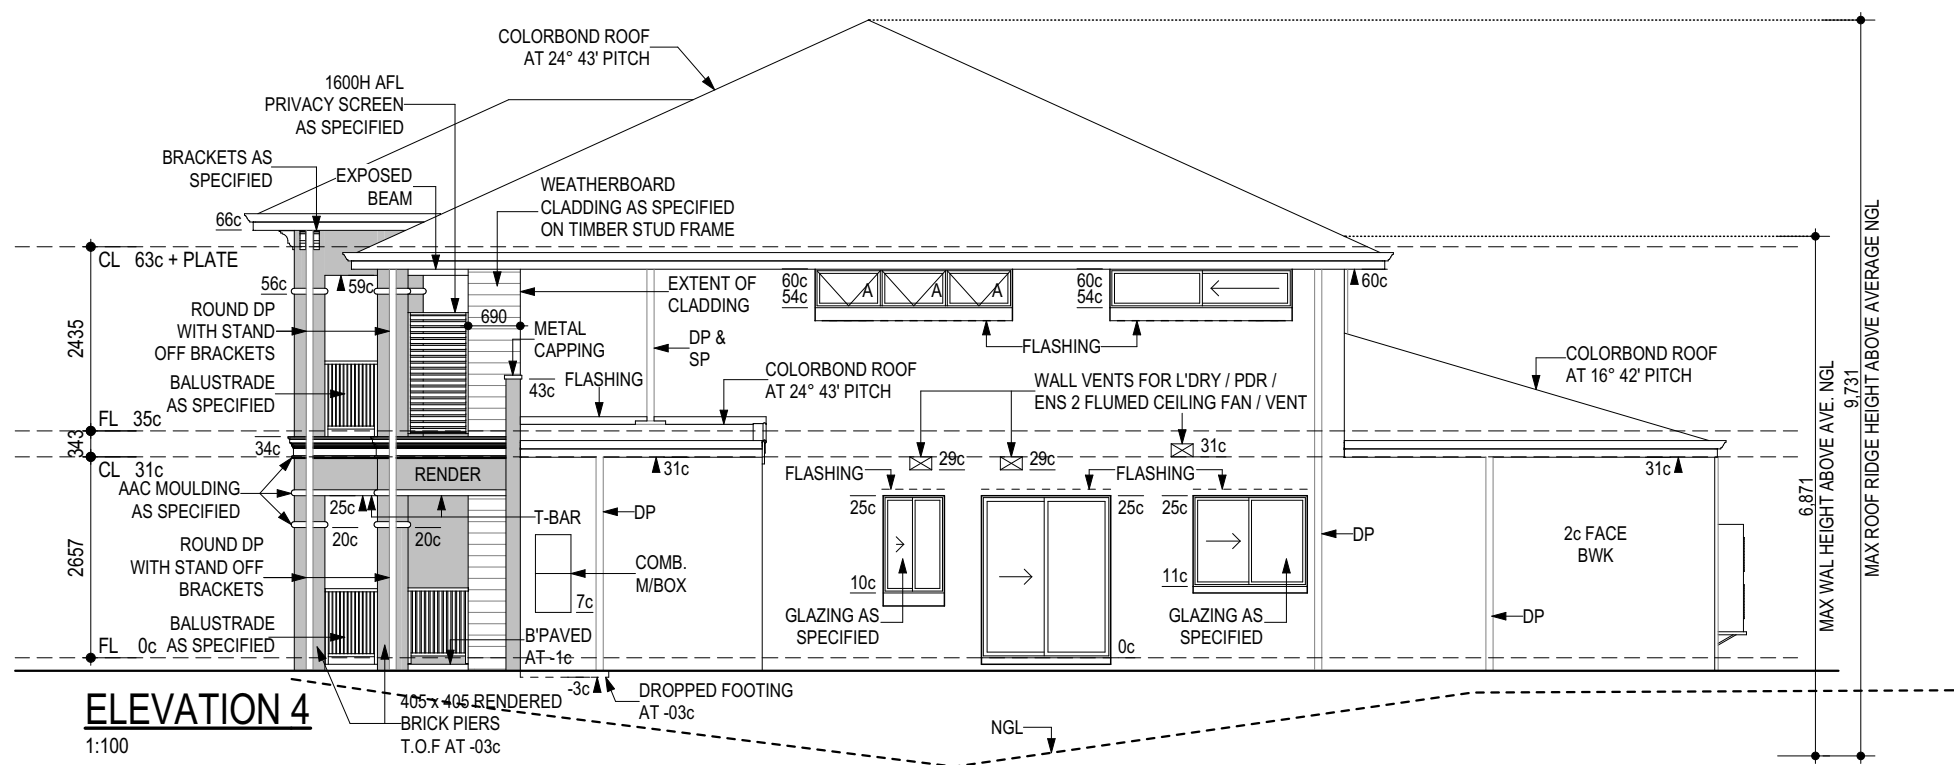 COLORBOND ROOF
AT 24° 43' PITCH
1600H AFL
PRIVACY SCREEN
AS SPECIFIED
BRACKETS AS
SPECIFIED
EXPOSED
BEAM
WEATHERBOARD
CLADDING AS SPECIFIED
ON TIMBER STUD FRAME
66c
CL 63c + PLATE
56c
59c
ROUND DP
WITH STAND
OFF BRACKETS
BALUSTRADE
AS SPECIFIED
FL 35c
34c
CL 31c
AAC MOULDING
AS SPECIFIED
2435
343
2657
EXTENT OF
CLADDING
690
METAL
CAPPING
43c
FLASHING
DP &
SP
COLORBOND ROOF
AT 24° 43' PITCH
60c
54c
A
A
A
60c
54c
60c
FLASHING
WALL VENTS FOR L'DRY / PDR /
ENS 2 FLUMED CEILING FAN / VENT
COLORBOND ROOF
AT 16° 42' PITCH
RENDER
31c
29c
29c
31c
31c
FLASHING
FLASHING
25c
20c
20c
T-BAR
DP
25c
25c
25c
DP
2c FACE
BWK
ROUND DP
WITH STAND OFF
BRACKETS
COMB.
M/BOX
7c
10c
11c
GLAZING AS
SPECIFIED
GLAZING AS
SPECIFIED
DP
BALUSTRADE
AS SPECIFIED
FL 0c
B'PAVED
AT -1c
0c
-3c
DROPPED FOOTING
AT -03c
405 x 405 RENDERED
BRICK PIERS
T.O.F AT -03c
NGL
ELEVATION 4
1:100
6,871
MAX WAL HEIGHT ABOVE AVE. NGL
9,731
MAX ROOF RIDGE HEIGHT ABOVE AVERAGE NGL